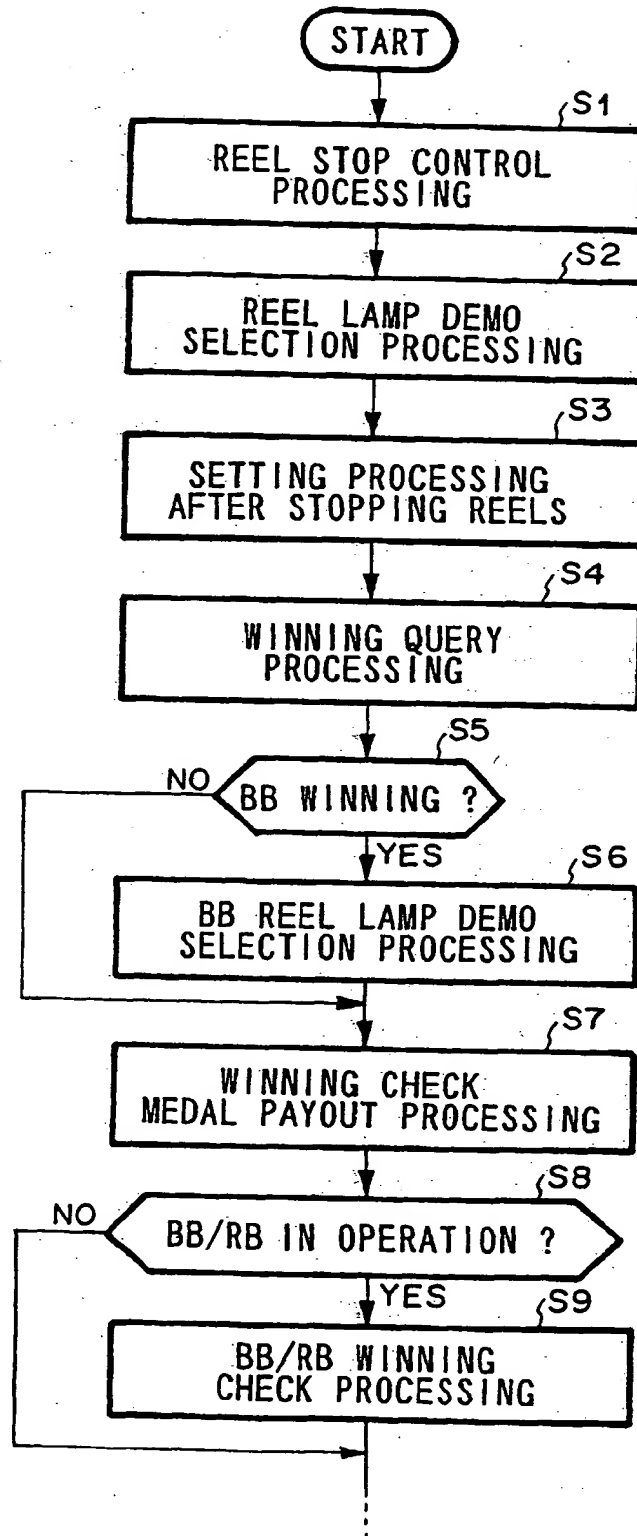 START
S1
REEL STOP CONTROL
PROCESSING
S2
REEL LAMP DEMO
SELECTION PROCESSING
S3
SETTING PROCESSING
AFTER STOPPING REELS
S4
WINNING QUERY
PROCESSING
S5
NO
BB WINNING ?
YES
S6
BB REEL LAMP DEMO
SELECTION PROCESSING
S7
WINNING CHECK
MEDAL PAYOUT PROCESSING
S8
NO
BB/RB IN OPERATION ?
YES
S9
BB/RB WINNING
CHECK PROCESSING